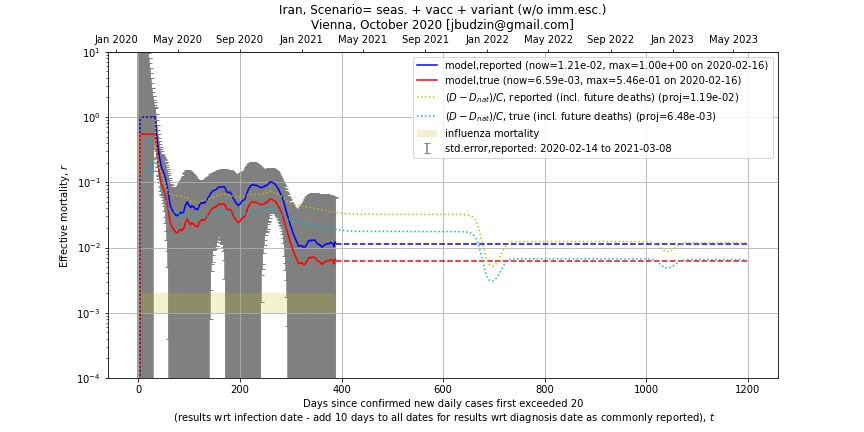 Iran, Scenario= seas. + vacc + variant (w/o imm.esc.)
Vienna, October 2020 [jbudzin@gmail.com]
Jan 2020 May 2020 Sep 2020 Jan 2021 May 2021 Sep 2021 Jan 2022 May 2022 Sep 2022 Jan 2023 May 2023
model,reported (now=1.21e-02, max=1.00e+00 on 2020-02-16)
model,true (now=6.59e-03, max=5.46e-01 on 2020-02-16)
(D − Dnat)/C, reported (incl. future deaths) (proj=1.19e-02)
(D − Dnat)/C, true (incl. future deaths) (proj=6.48e-03)
influenza mortality
std.error,reported: 2020-02-14 to 2021-03-08
Effective mortality, r
10¹
10⁰
10⁻¹
10⁻²
10⁻³
10⁻⁴
0 200 400 600 800 1000 1200
Days since confirmed new daily cases first exceeded 20
(results wrt infection date - add 10 days to all dates for results wrt diagnosis date as commonly reported), t